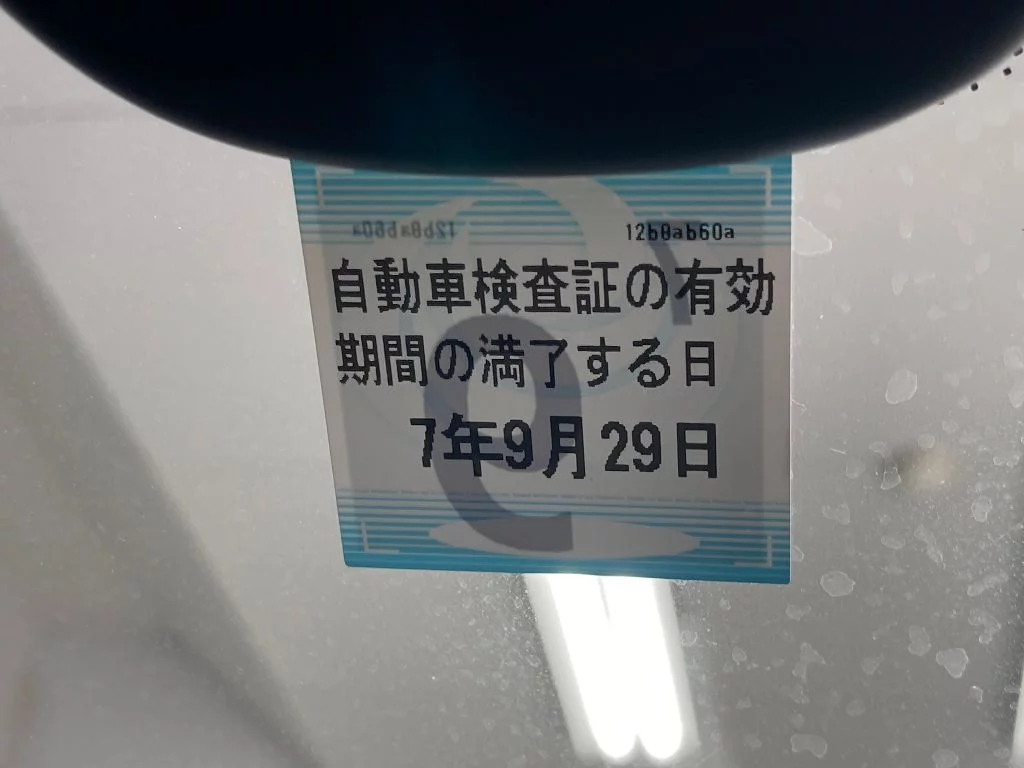 12b0ab60a
自動車検査証の有効
期間の満了する日
7年9月29日